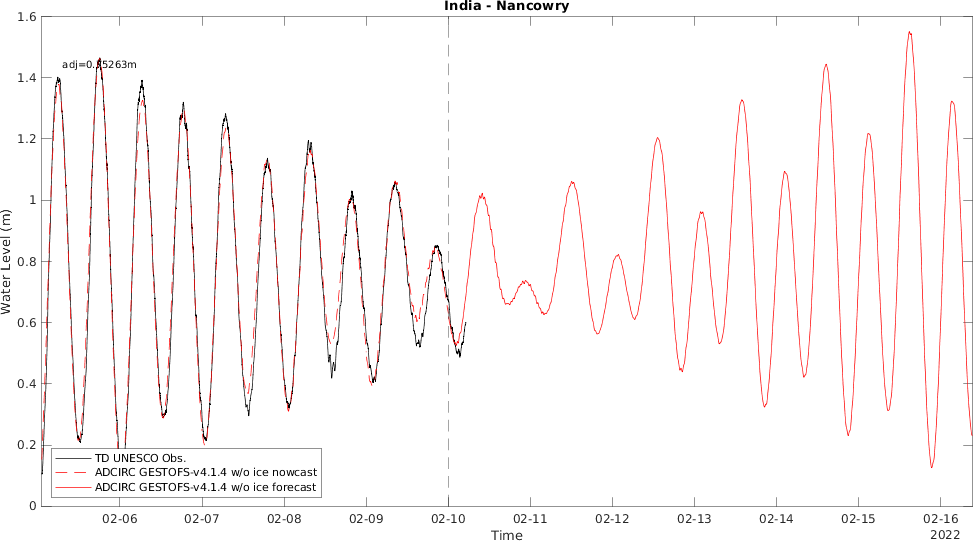 India - Nancowry
1.6
1.4
1.2
1
0.8
0.6
0.4
0.2
0
Water Level (m)
TD UNESCO Obs.
ADCIRC GESTOFS-v4.1.4 w/o ice nowcast
ADCIRC GESTOFS-v4.1.4 w/o ice forecast
02-06 02-07 02-08 02-09 02-10 02-11 02-12 02-13 02-14 02-15 02-16
Time
2022